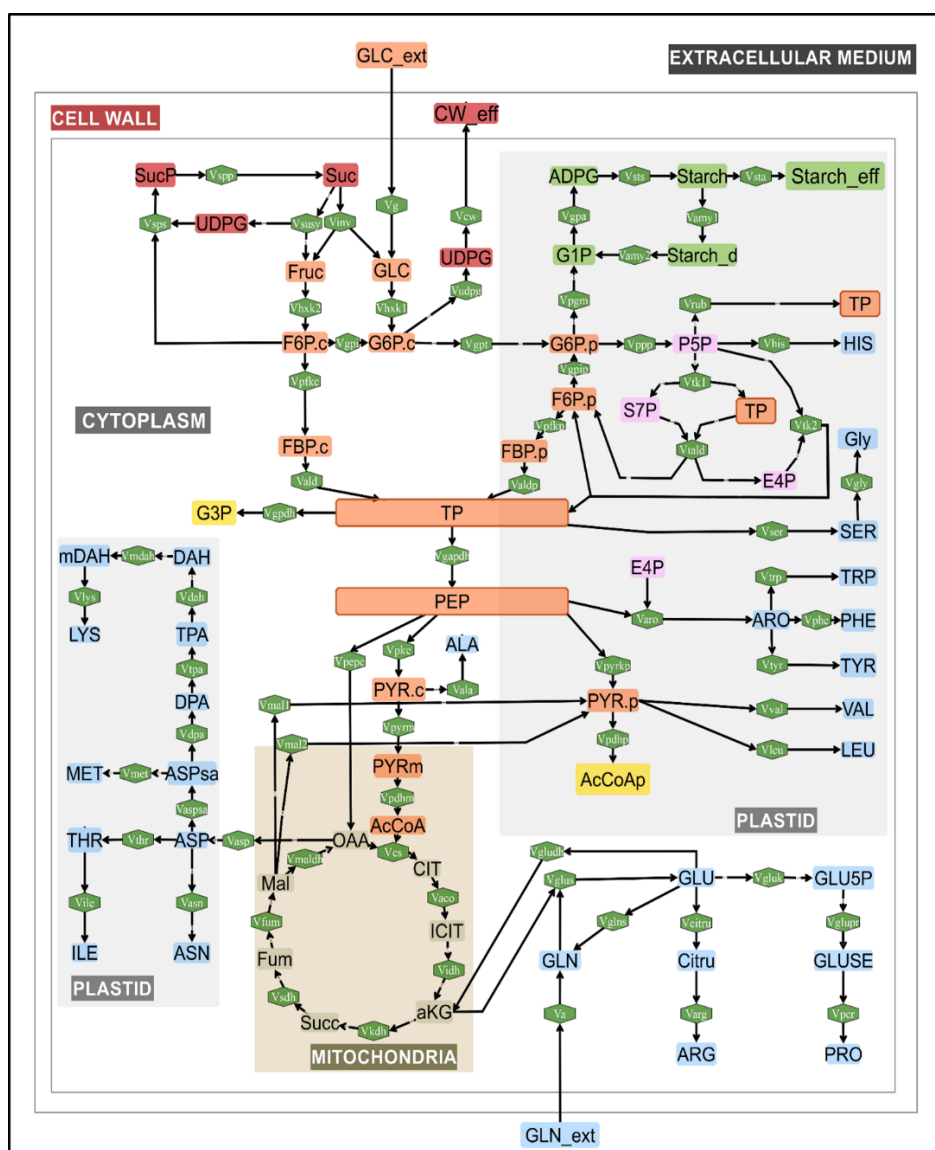 GLC_ext
EXTRACELLULAR MEDIUM
CELL WALL
CW_eff
SucP
Vspp
Suc
ADPG
Vsts
Starch
Vsta
Starch_eff
Vsps
UDPG
Vsusy
Vinv
Vg
Vcw
Vgpa
Vamy1
Fruc
GLC
UDPG
G1P
Vamy2
Starch_d
Vhxk2
Vhxk1
Vudpg
Vpgm
Vrub
TP
F6P.c
Vgpi
G6P.c
Vgpt
G6P.p
Vppp
P5P
Vhis
HIS
Vpfkc
Vgpip
Vtk1
CYTOPLASM
F6P.p
S7P
TP
Vtk2
Gly
FBP.c
Vpfkp
FBP.p
Vtald
Vald
Valdp
E4P
Vgly
G3P
Vgpdh
TP
Vser
SER
mDAH
Vmdah
DAH
Vgapdh
E4P
Vtrp
TRP
Vlys
Vdah
PEP
Varo
ARO
Vphe
PHE
LYS
TPA
Vpepc
Vpkc
ALA
Vpyrkp
Vtyr
TYR
Vtpa
DPA
PYR.c
Vala
PYR.p
Vval
VAL
Vdpa
Vmal1
Vpyrm
Vmal2
Vpdhp
Vleu
LEU
MET
Vmet
ASPsa
PYRm
AcCoAp
Vaspsa
Vpdhm
AcCoA
PLASTID
THR
Vthr
ASP
Vasp
OAA
Vcs
Vgludh
Vmaldh
CIT
Mal
Vglus
GLU
Vgluk
GLU5P
Vile
Vasn
Vaco
Vfum
ICIT
Vglns
Vcitru
Vglupr
ILE
ASN
Fum
Vidh
GLN
Citru
GLUSE
PLASTID
Vsdh
Succ
Vkdh
aKG
Va
Varg
Vpcr
MITOCHONDRIA
ARG
PRO
GLN_ext